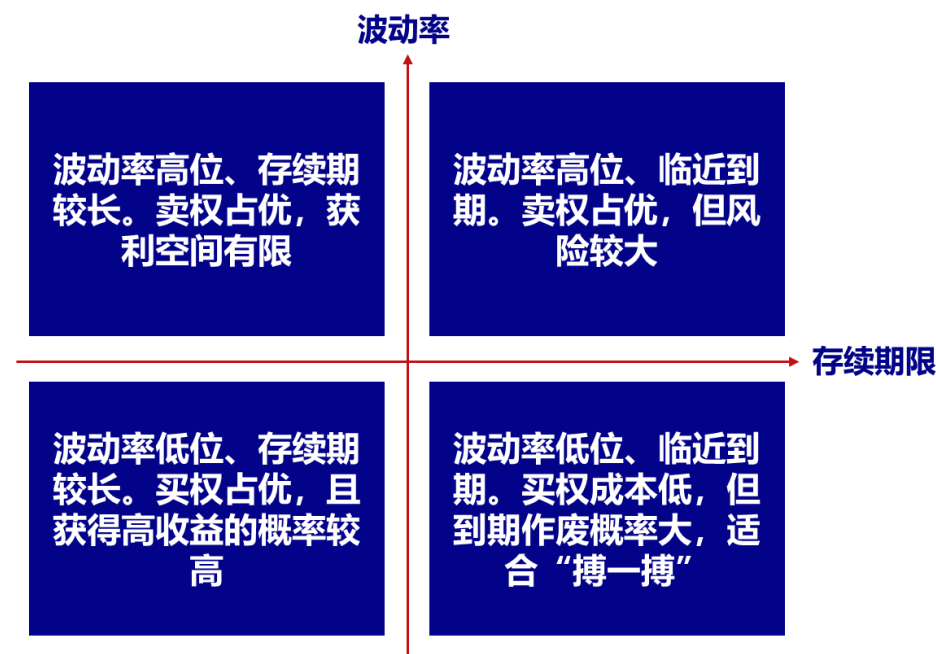 波动率
波动率高位、存续期
较长。卖权占优，获
利空间有限
波动率高位、临近到
期。卖权占优，但风
险较大
存续期限
波动率低位、存续期
较长。买权占优，且
获得高收益的概率较
高
波动率低位、临近到
期。买权成本低，但
到期作废概率大，适
合“搏一搏”